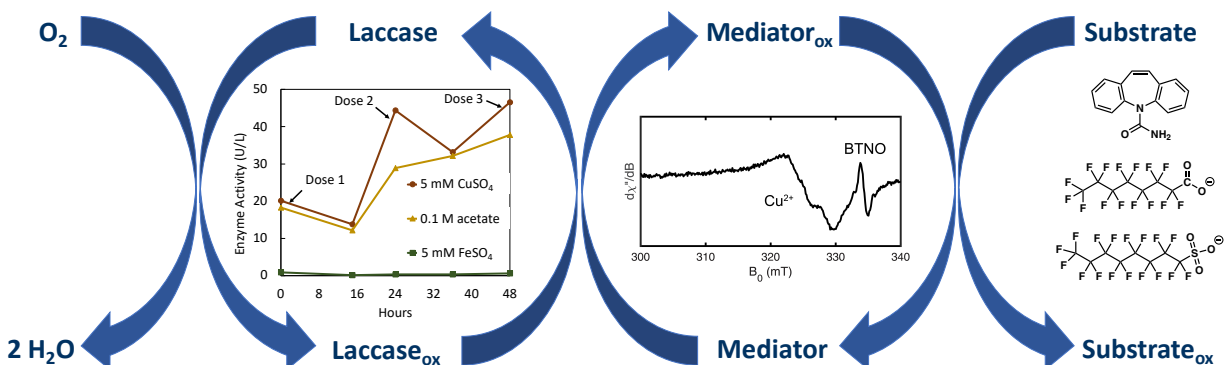 O₂
Laccase
Mediatorₒₓ
Substrate
Enzyme Activity (U/L)
50
40
30
20
10
0
0
8
16
24
32
40
48
Hours
Dose 1
Dose 2
Dose 3
5 mM CuSO₄
0.1 M acetate
5 mM FeSO₄
dχ''/dB
BTNO
Cu²⁺
300
310
320
330
340
B₀ (mT)
N
O
NH₂
F F F F F F O
F
F C O ⊖
F
F F F F F F
F F F F F F F O
F O ⊖
F S
F O
F F F F F F F
2 H₂O
Laccaseₒₓ
Mediator
Substrateₒₓ